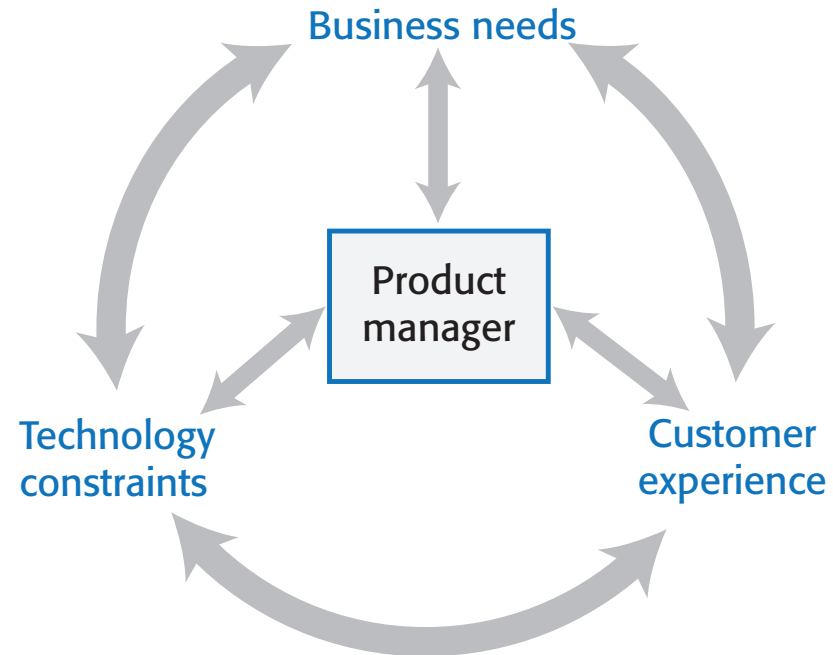 Business needs
Product
manager
Technology
constraints
Customer
experience